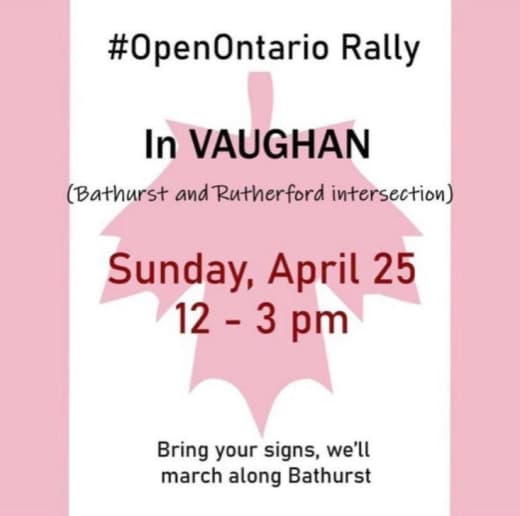 #OpenOntario Rally
In VAUGHAN
(Bathurst and Rutherford intersection)
Sunday, April 25
12 - 3 pm
Bring your signs, we'll
march along Bathurst